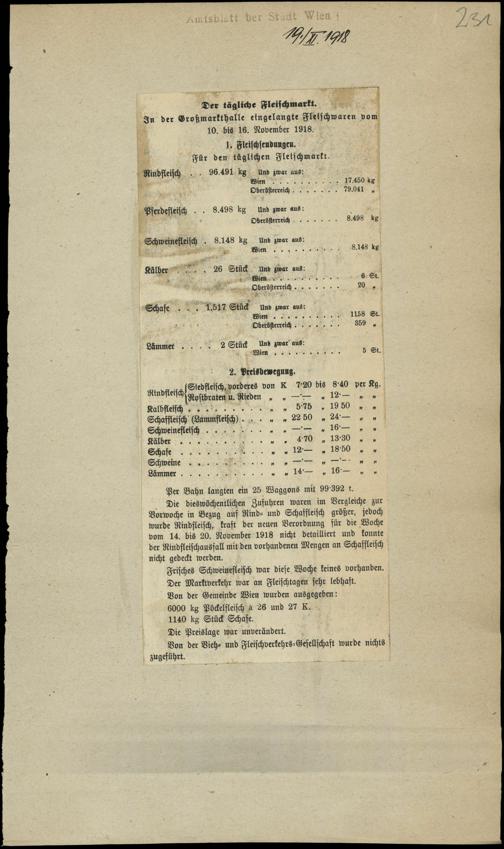 Amtsblatt der Stadt Wien
19./XI. 1918
231
Der tägliche Fleischmarkt.
In der Großmarkthalle eingelangte Fleischwaren vom
10. bis 16. November 1918.
1. Fleischsendungen.
Für den täglichen Fleischmarkt.
Rindfleisch . . 96.491 kg Und zwar aus:
Wien . . . . . . . . . . 17.450 kg
Oberösterreich . . . . . . . 79.041 „
Pferdefleisch . . 8.498 kg Und zwar aus:
Oberösterreich . . . . . . . 8.498 kg
Schweinefleisch . 8.148 kg Und zwar aus:
Wien . . . . . . . . . . 8.148 kg
Kälber . . . 26 Stück Und zwar aus:
Wien . . . . . . . . . . 6 St.
Oberösterreich . . . . . . . 20 „
Schafe . . . . 1,517 Stück Und zwar aus:
Wien . . . . . . . . . . 1158 St.
Oberösterreich . . . . . . . 359 „
Lämmer . . . . 2 Stück Und zwar aus:
Wien . . . . . . . . . . 5 St.
2. Preisbewegung.
Rindfleisch { Siedfleisch, vorderes von K 7·20 bis 8·40 per Kg.
Rostbraten u. Rieden „ „ —·— „ 12·— „ „
Kalbfleisch . . . . . . . . . „ „ 5·75 „ 19 50 „ „
Schaffleisch (Lammfleisch) . . . „ „ 22 50 „ 24·— „ „
Schweinefleisch . . . . . . . „ „ —·— „ 16·— „ „
Kälber . . . . . . . . . . „ „ 4 70 „ 13·30 „ „
Schafe . . . . . . . . . . „ „ 12·— „ 18·50 „ „
Schweine . . . . . . . . . „ „ —·— „ —·— „ „
Lämmer . . . . . . . . . . „ „ 14·— „ 16·— „ „
Per Bahn langten ein 25 Waggons mit 99·392 t.
Die dieswöchentlichen Zufuhren waren im Vergleiche zur
Vorwoche in Bezug auf Rind- und Schaffleisch größer, jedoch
wurde Rindfleisch, kraft der neuen Verordnung für die Woche
vom 14. bis 20. November 1918 nicht detailliert und konnte
der Rindfleischausfall mit den vorhandenen Mengen an Schaffleisch
nicht gedeckt werden.
Frisches Schweinefleisch war diese Woche keines vorhanden.
Der Marktverkehr war an Fleischtagen sehr lebhaft.
Von der Gemeinde Wien wurden ausgegeben:
6000 kg Pöckelfleisch à 26 und 27 K.
1140 kg Stück Schafe.
Die Preislage war unverändert.
Von der Vieh- und Fleischverkehrs-Gesellschaft wurde nichts
zugeführt.